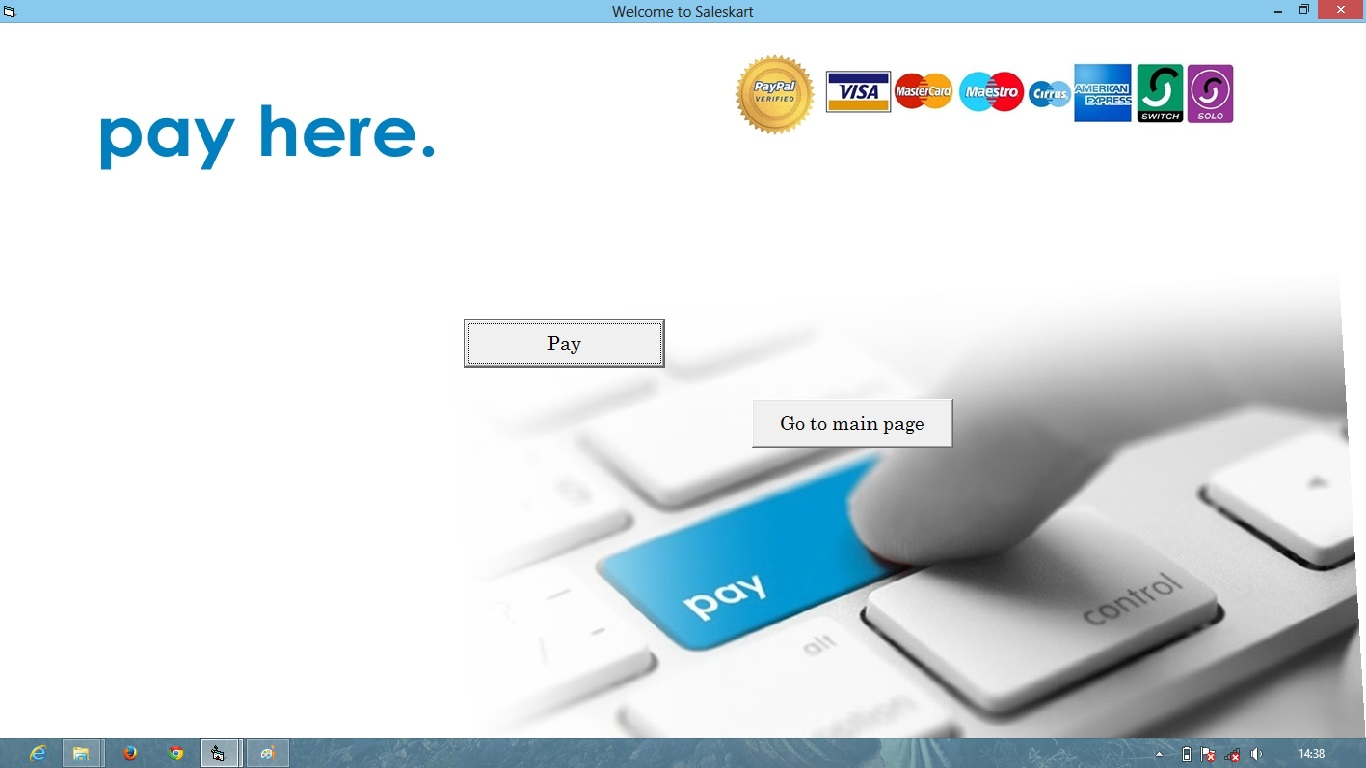 Welcome to Saleskart
pay here.
PayPal
VERIFIED
VISA
MasterCard
Maestro
Cirrus
AMERICAN
EXPRESS
SWITCH
SOLO
Pay
Go to main page
pay
control
alt
14:38